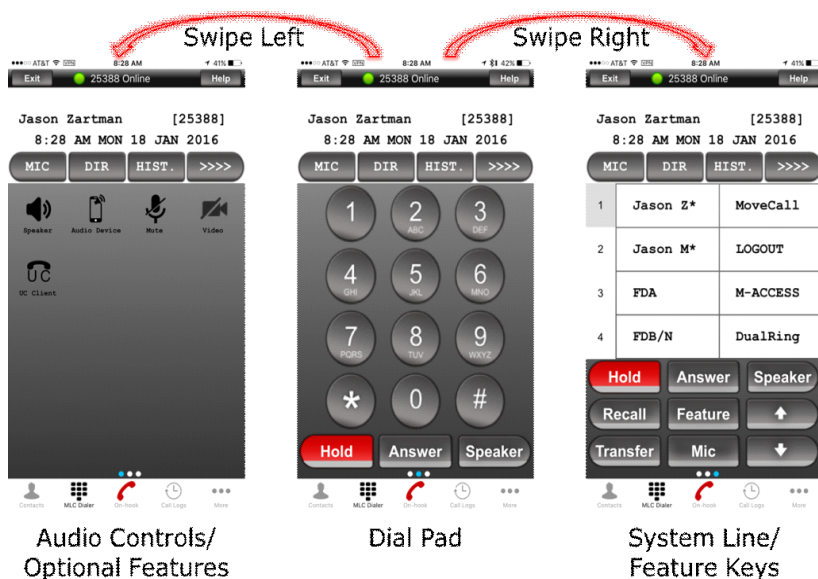 Swipe Left
Swipe Right
AT&T VPN 8:28 AM 41%
Exit 25388 Online Help
Jason Zartman [25388]
8:28 AM MON 18 JAN 2016
MIC DIR HIST. >>>>
Speaker Audio Device Mute Video
UC
UC Client
Contacts MLC Dialer On-hook Call Logs More
Audio Controls/
Optional Features
AT&T VPN 8:28 AM 42%
Exit 25388 Online Help
Jason Zartman [25388]
8:28 AM MON 18 JAN 2016
MIC DIR HIST. >>>>
1 2 3
ABC DEF
4 5 6
GHI JKL MNO
7 8 9
PQRS TUV WXYZ
* 0 #
Hold Answer Speaker
Contacts MLC Dialer On-hook Call Logs More
Dial Pad
AT&T VPN 8:28 AM 41%
Exit 25388 Online Help
Jason Zartman [25388]
8:28 AM MON 18 JAN 2016
MIC DIR HIST. >>>>
1 Jason Z* MoveCall
2 Jason M* LOGOUT
3 FDA M-ACCESS
4 FDB/N DualRing
Hold Answer Speaker
Recall Feature
Transfer Mic
Contacts MLC Dialer On-hook Call Logs More
System Line/
Feature Keys